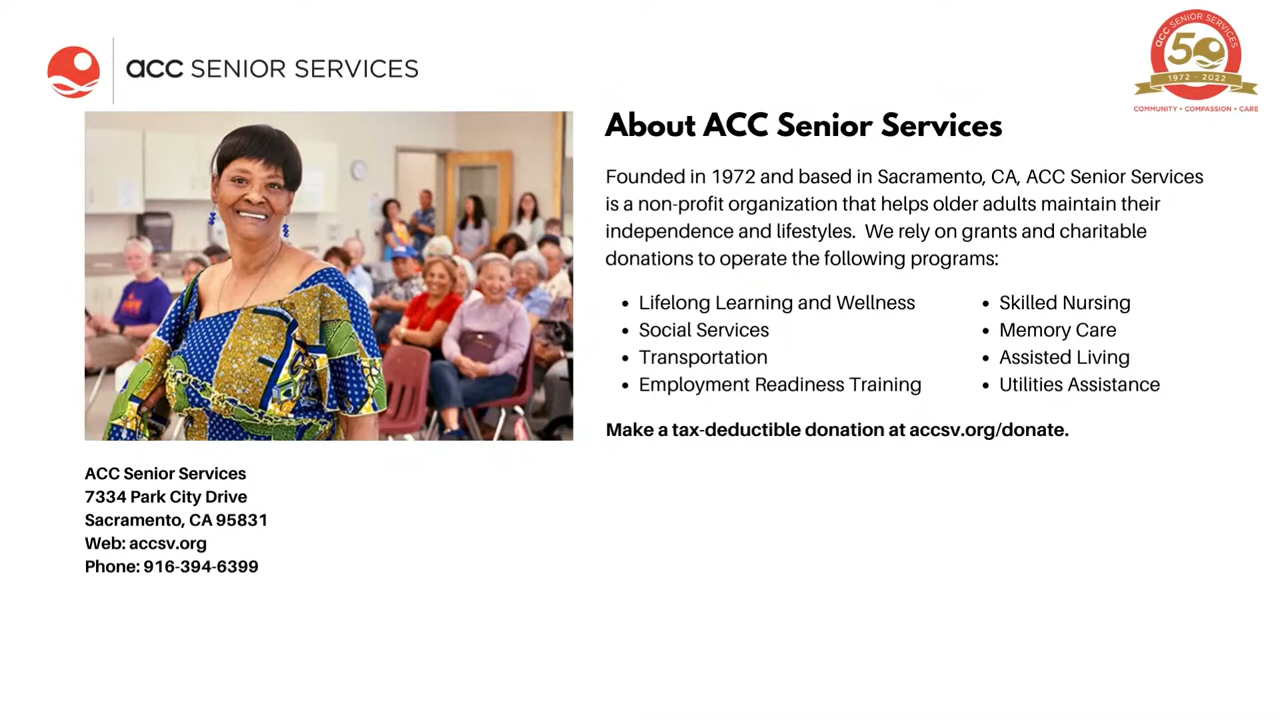 acc SENIOR SERVICES
acc SENIOR SERVICES
50
1972 - 2022
COMMUNITY • COMPASSION • CARE
About ACC Senior Services
Founded in 1972 and based in Sacramento, CA, ACC Senior Services
is a non-profit organization that helps older adults maintain their
independence and lifestyles.  We rely on grants and charitable
donations to operate the following programs:
• Lifelong Learning and Wellness
• Social Services
• Transportation
• Employment Readiness Training
• Skilled Nursing
• Memory Care
• Assisted Living
• Utilities Assistance
Make a tax-deductible donation at accsv.org/donate.
ACC Senior Services
7334 Park City Drive
Sacramento, CA 95831
Web: accsv.org
Phone: 916-394-6399